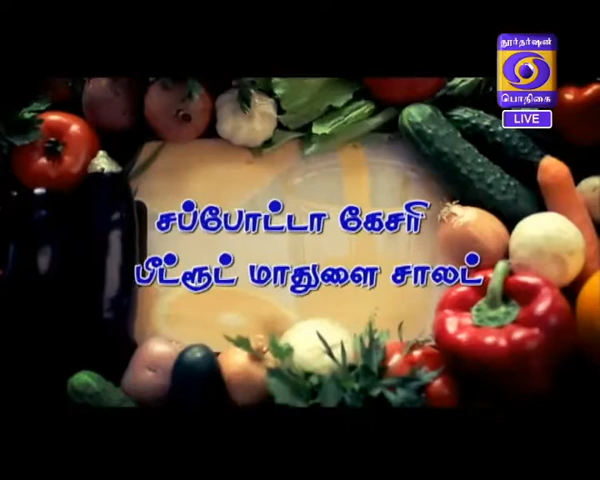 தூர்தர்ஷன்
பொதிகை
LIVE
சப்போட்டா கேசரி
பீட்ரூட் மாதுளை சாலட்